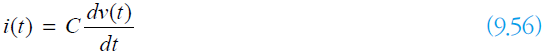 i(t) = C dv(t)/dt (9.56)